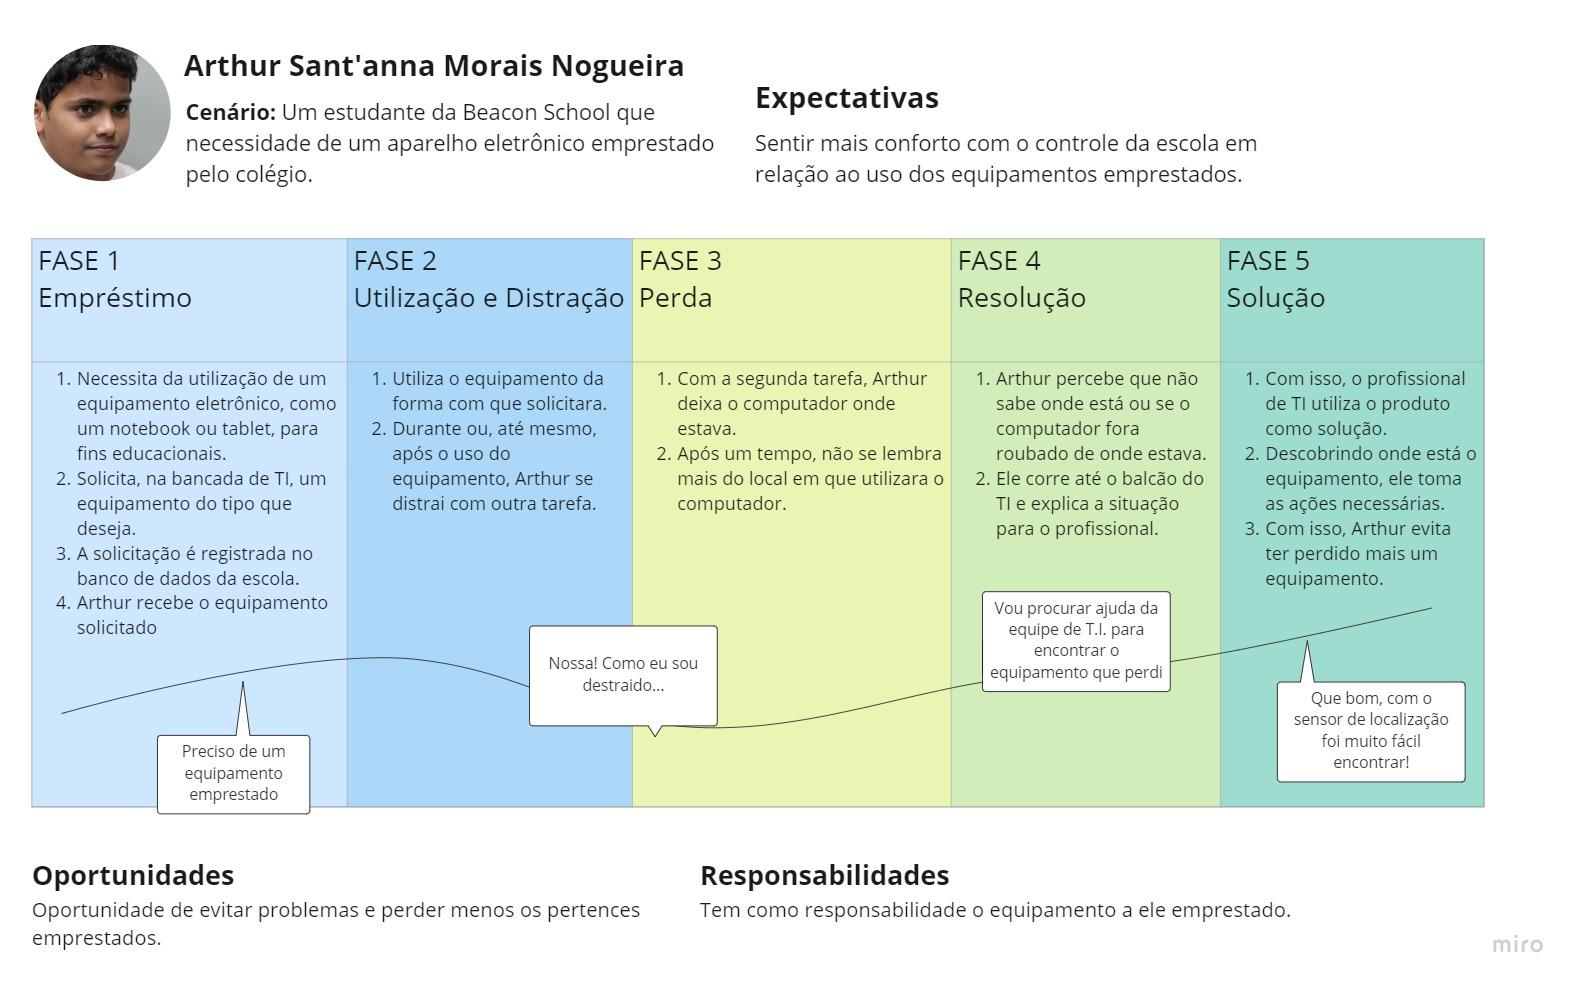 Arthur Sant'anna Morais Nogueira
Cenário: Um estudante da Beacon School que
necessidade de um aparelho eletrônico emprestado
pelo colégio.
Expectativas
Sentir mais conforto com o controle da escola em
relação ao uso dos equipamentos emprestados.
FASE 1
Empréstimo
1. Necessita da utilização de um
equipamento eletrônico, como
um notebook ou tablet, para
fins educacionais.
2. Solicita, na bancada de TI, um
equipamento do tipo que
deseja.
3. A solicitação é registrada no
banco de dados da escola.
4. Arthur recebe o equipamento
solicitado
Preciso de um
equipamento
emprestado
FASE 2
Utilização e Distração
1. Utiliza o equipamento da
forma com que solicitara.
2. Durante ou, até mesmo,
após o uso do
equipamento, Arthur se
distrai com outra tarefa.
Nossa! Como eu sou
destraido...
FASE 3
Perda
1. Com a segunda tarefa, Arthur
deixa o computador onde
estava.
2. Após um tempo, não se lembra
mais do local em que utilizara o
computador.
FASE 4
Resolução
1. Arthur percebe que não
sabe onde está ou se o
computador fora
roubado de onde estava.
2. Ele corre até o balcão do
TI e explica a situação
para o profissional.
Vou procurar ajuda da
equipe de T.I. para
encontrar o
equipamento que perdi
FASE 5
Solução
1. Com isso, o profissional
de TI utiliza o produto
como solução.
2. Descobrindo onde está o
equipamento, ele toma
as ações necessárias.
3. Com isso, Arthur evita
ter perdido mais um
equipamento.
Que bom, com o
sensor de localização
foi muito fácil
encontrar!
Oportunidades
Oportunidade de evitar problemas e perder menos os pertences
emprestados.
Responsabilidades
Tem como responsabilidade o equipamento a ele emprestado.
miro